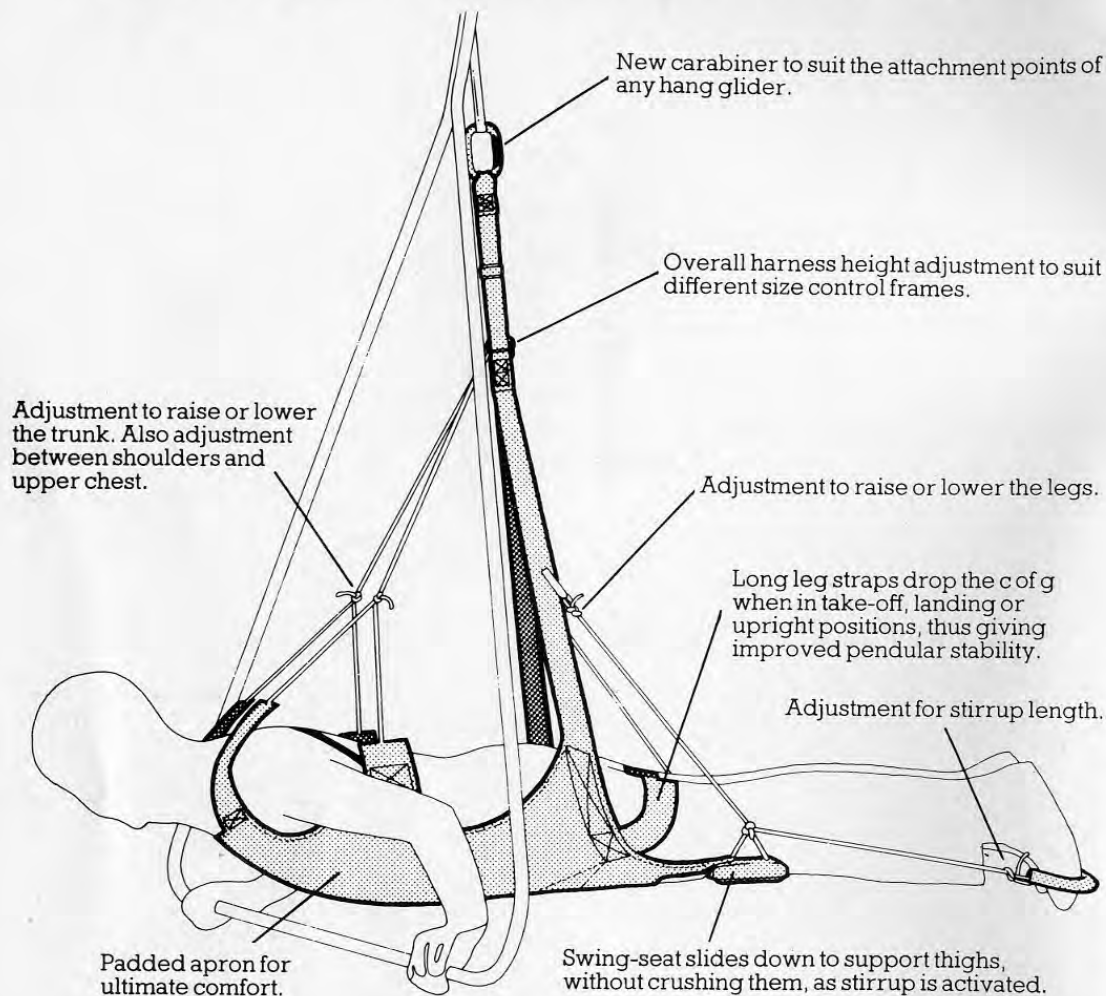 New carabiner to suit the attachment points of
any hang glider.
Overall harness height adjustment to suit
different size control frames.
Adjustment to raise or lower
the trunk. Also adjustment
between shoulders and
upper chest.
Adjustment to raise or lower the legs.
Long leg straps drop the c of g
when in take-off, landing or
upright positions, thus giving
improved pendular stability.
Adjustment for stirrup length.
Padded apron for
ultimate comfort.
Swing-seat slides down to support thighs,
without crushing them, as stirrup is activated.